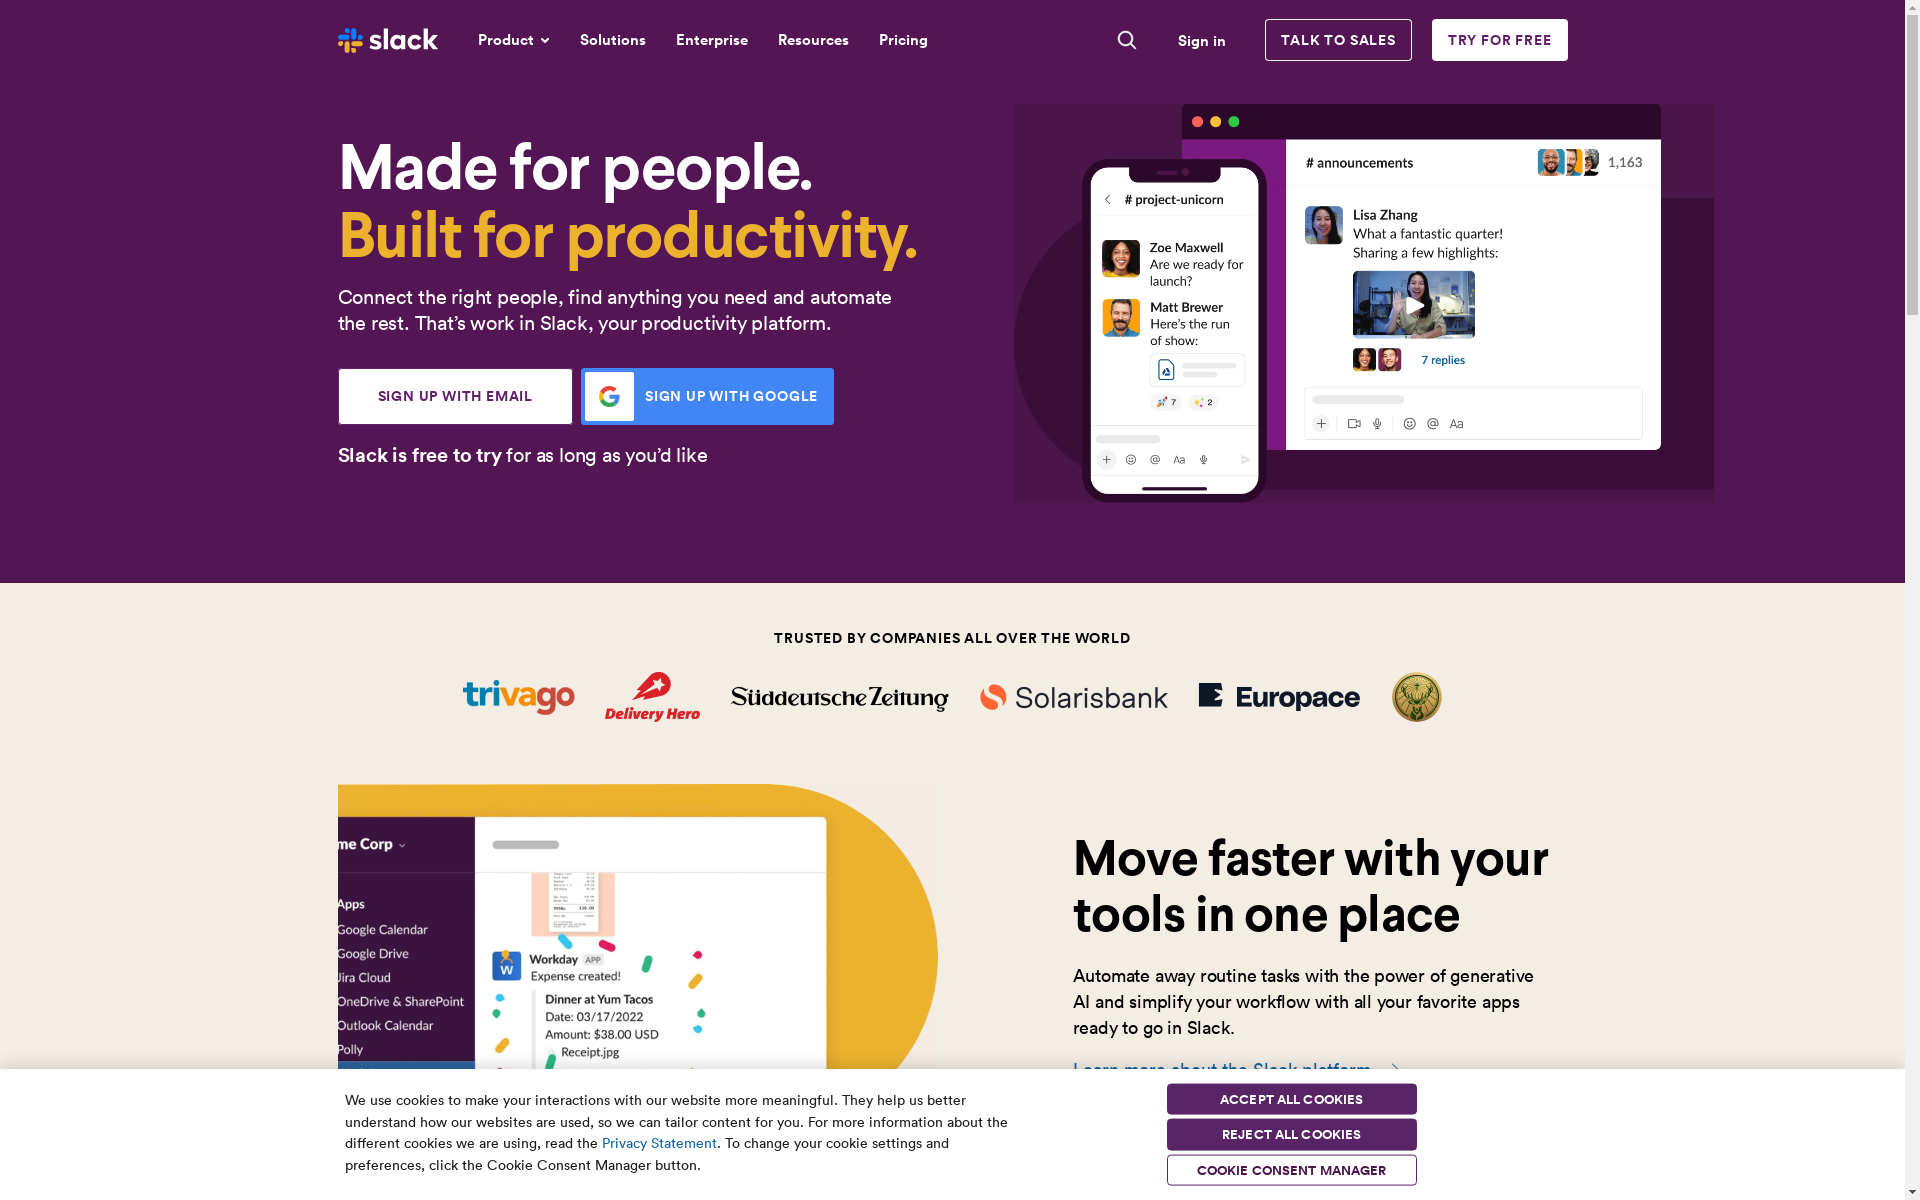 slack
Product
Solutions
Enterprise
Resources
Pricing
Sign in
TALK TO SALES
TRY FOR FREE
Made for people.
Built for productivity.
Connect the right people, find anything you need and automate
the rest. That’s work in Slack, your productivity platform.
SIGN UP WITH EMAIL
SIGN UP WITH GOOGLE
Slack is free to try for as long as you’d like
# project-unicorn
Zoe Maxwell
Are we ready for
launch?
Matt Brewer
Here’s the run
of show:
7
2
Aa
# announcements
1,163
Lisa Zhang
What a fantastic quarter!
Sharing a few highlights:
7 replies
Aa
TRUSTED BY COMPANIES ALL OVER THE WORLD
trivago
Delivery Hero
Süddeutsche Zeitung
Solarisbank
Europace
me Corp
Apps
Google Calendar
Google Drive
Jira Cloud
OneDrive & SharePoint
Outlook Calendar
Polly
W
Workday APP
Expense created!
Dinner at Yum Tacos
Date: 03/17/2022
Amount: $38.00 USD
Receipt.jpg
Move faster with your
tools in one place
Automate away routine tasks with the power of generative
AI and simplify your workflow with all your favorite apps
ready to go in Slack.
Learn more about the Slack platform
We use cookies to make your interactions with our website more meaningful. They help us better
understand how our websites are used, so we can tailor content for you. For more information about the
different cookies we are using, read the Privacy Statement. To change your cookie settings and
preferences, click the Cookie Consent Manager button.
ACCEPT ALL COOKIES
REJECT ALL COOKIES
COOKIE CONSENT MANAGER